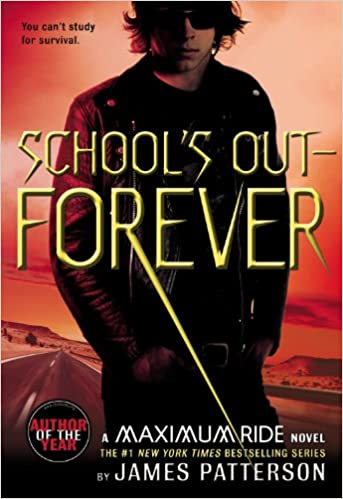 You can't study
for survival.
SCHOOL'S OUT—
FOREVER
AUTHOR
OF THE
YEAR
A MAXIMUM RIDE NOVEL
THE #1 NEW YORK TIMES BESTSELLING SERIES
BY JAMES PATTERSON